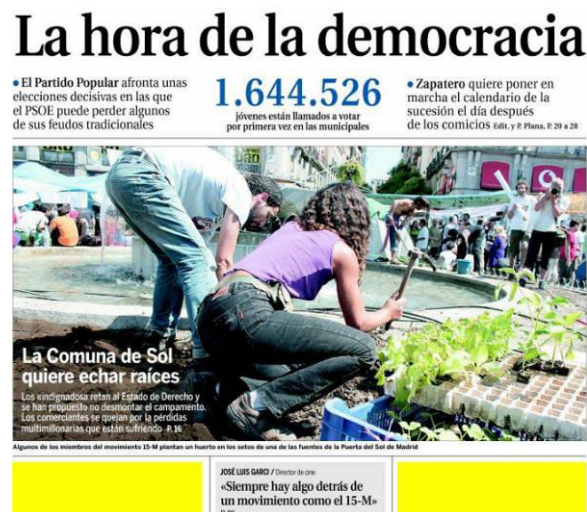 La hora de la democracia
• El Partido Popular afronta unas
elecciones decisivas en las que
el PSOE puede perder algunos
de sus feudos tradicionales
1.644.526
jóvenes están llamados a votar
por primera vez en las municipales
• Zapatero quiere poner en
marcha el calendario de la
sucesión el día después
de los comicios Edit. y P. Plana, P. 20 a 28
La Comuna de Sol
quiere echar raíces
Los «indignados» retan al Estado de Derecho y
se han propuesto no desmontar el campamento.
Los comerciantes se quejan por la pérdidas
multimillonarias que están sufriendo P. 16
Algunos de los miembros del movimiento 15-M plantan un huerto en los setos de una de las fuentes de la Puerta del Sol de Madrid
JOSÉ LUIS GARCI / Director de cine
«Siempre hay algo detrás de
un movimiento como el 15-M»